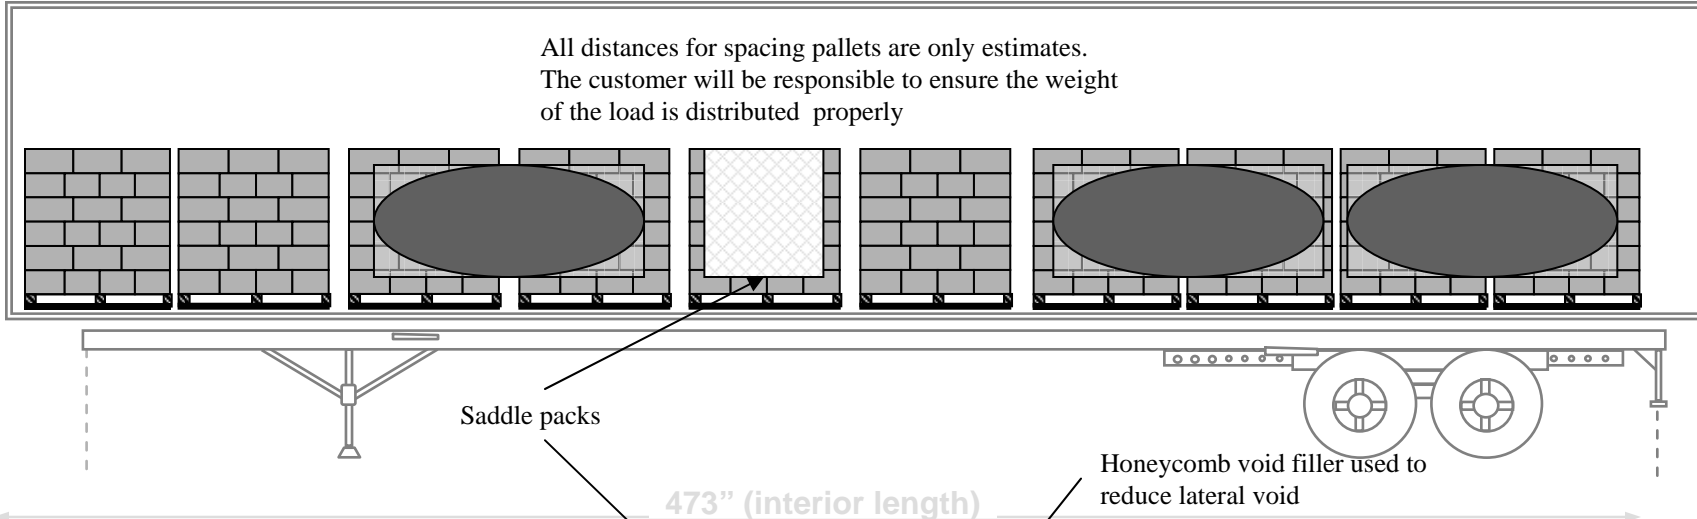 All distances for spacing pallets are only estimates.
The customer will be responsible to ensure the weight
of the load is distributed  properly
Saddle packs
Honeycomb void filler used to
reduce lateral void
473” (interior length)